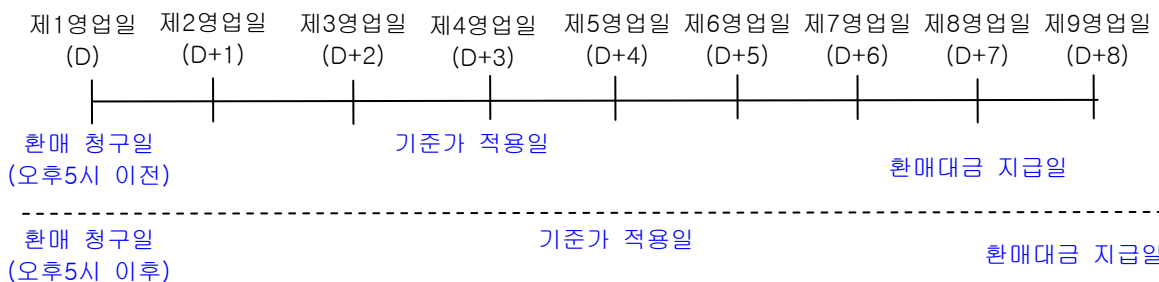 제1영업일 제2영업일 제3영업일 제4영업일 제5영업일 제6영업일 제7영업일 제8영업일 제9영업일
(D) (D+1) (D+2) (D+3) (D+4) (D+5) (D+6) (D+7) (D+8)
환매 청구일 기준가 적용일
(오후5시 이전) 환매대금 지급일
환매 청구일 기준가 적용일
(오후5시 이후) 환매대금 지급일